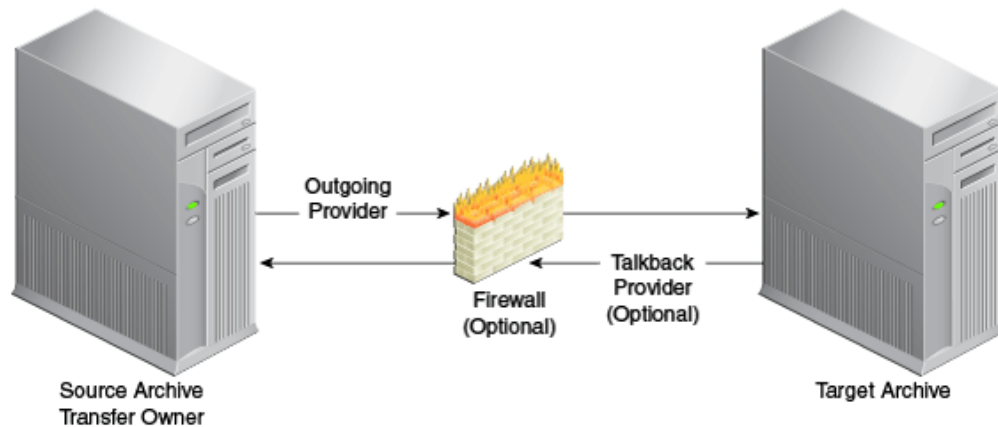 Outgoing
Provider
Firewall
(Optional)
Talkback
Provider
(Optional)
Source Archive
Transfer Owner
Target Archive